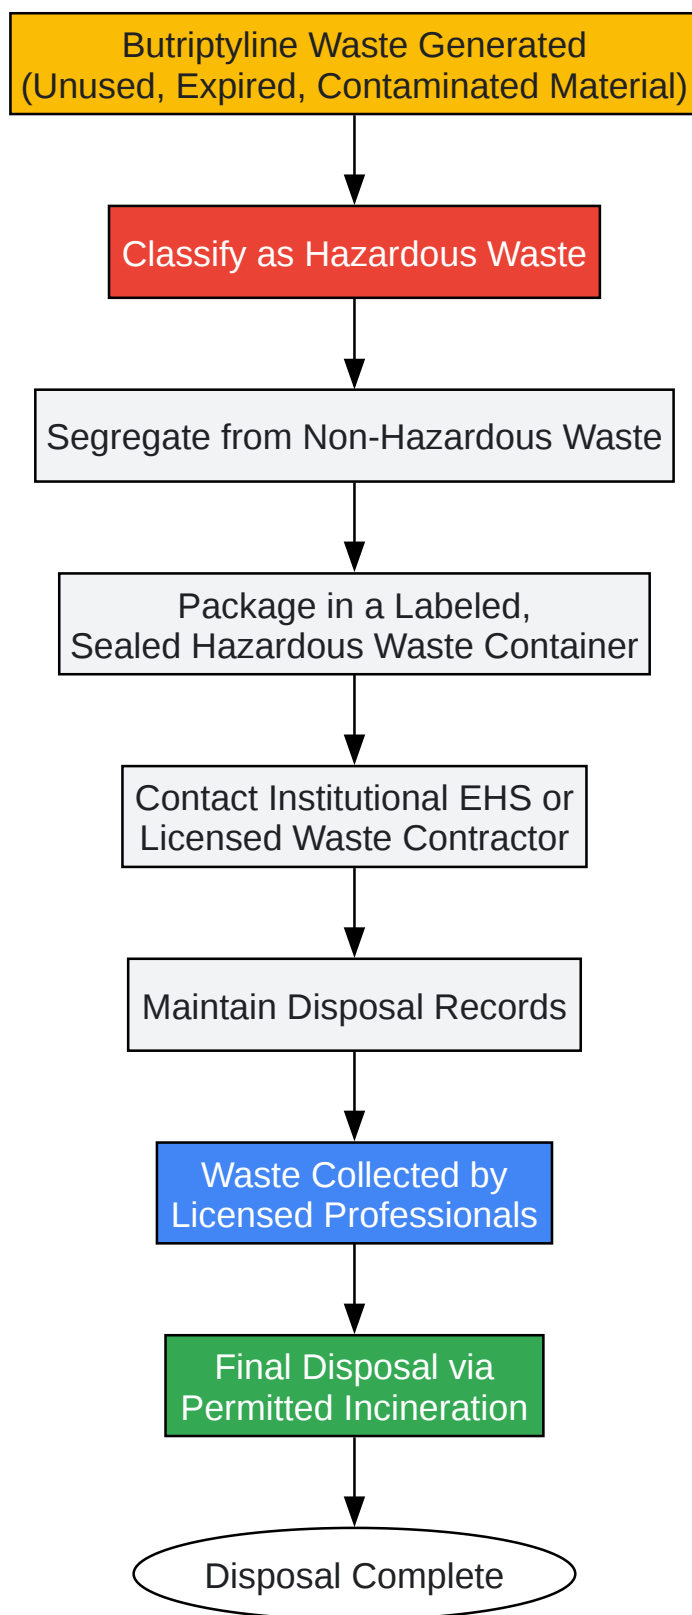 Butriptyline Waste Generated
(Unused, Expired, Contaminated Material)
Classify as Hazardous Waste
Segregate from Non-Hazardous Waste
Package in a Labeled,
Sealed Hazardous Waste Container
Contact Institutional EHS or
Licensed Waste Contractor
Maintain Disposal Records
Waste Collected by
Licensed Professionals
Final Disposal via
Permitted Incineration
Disposal Complete